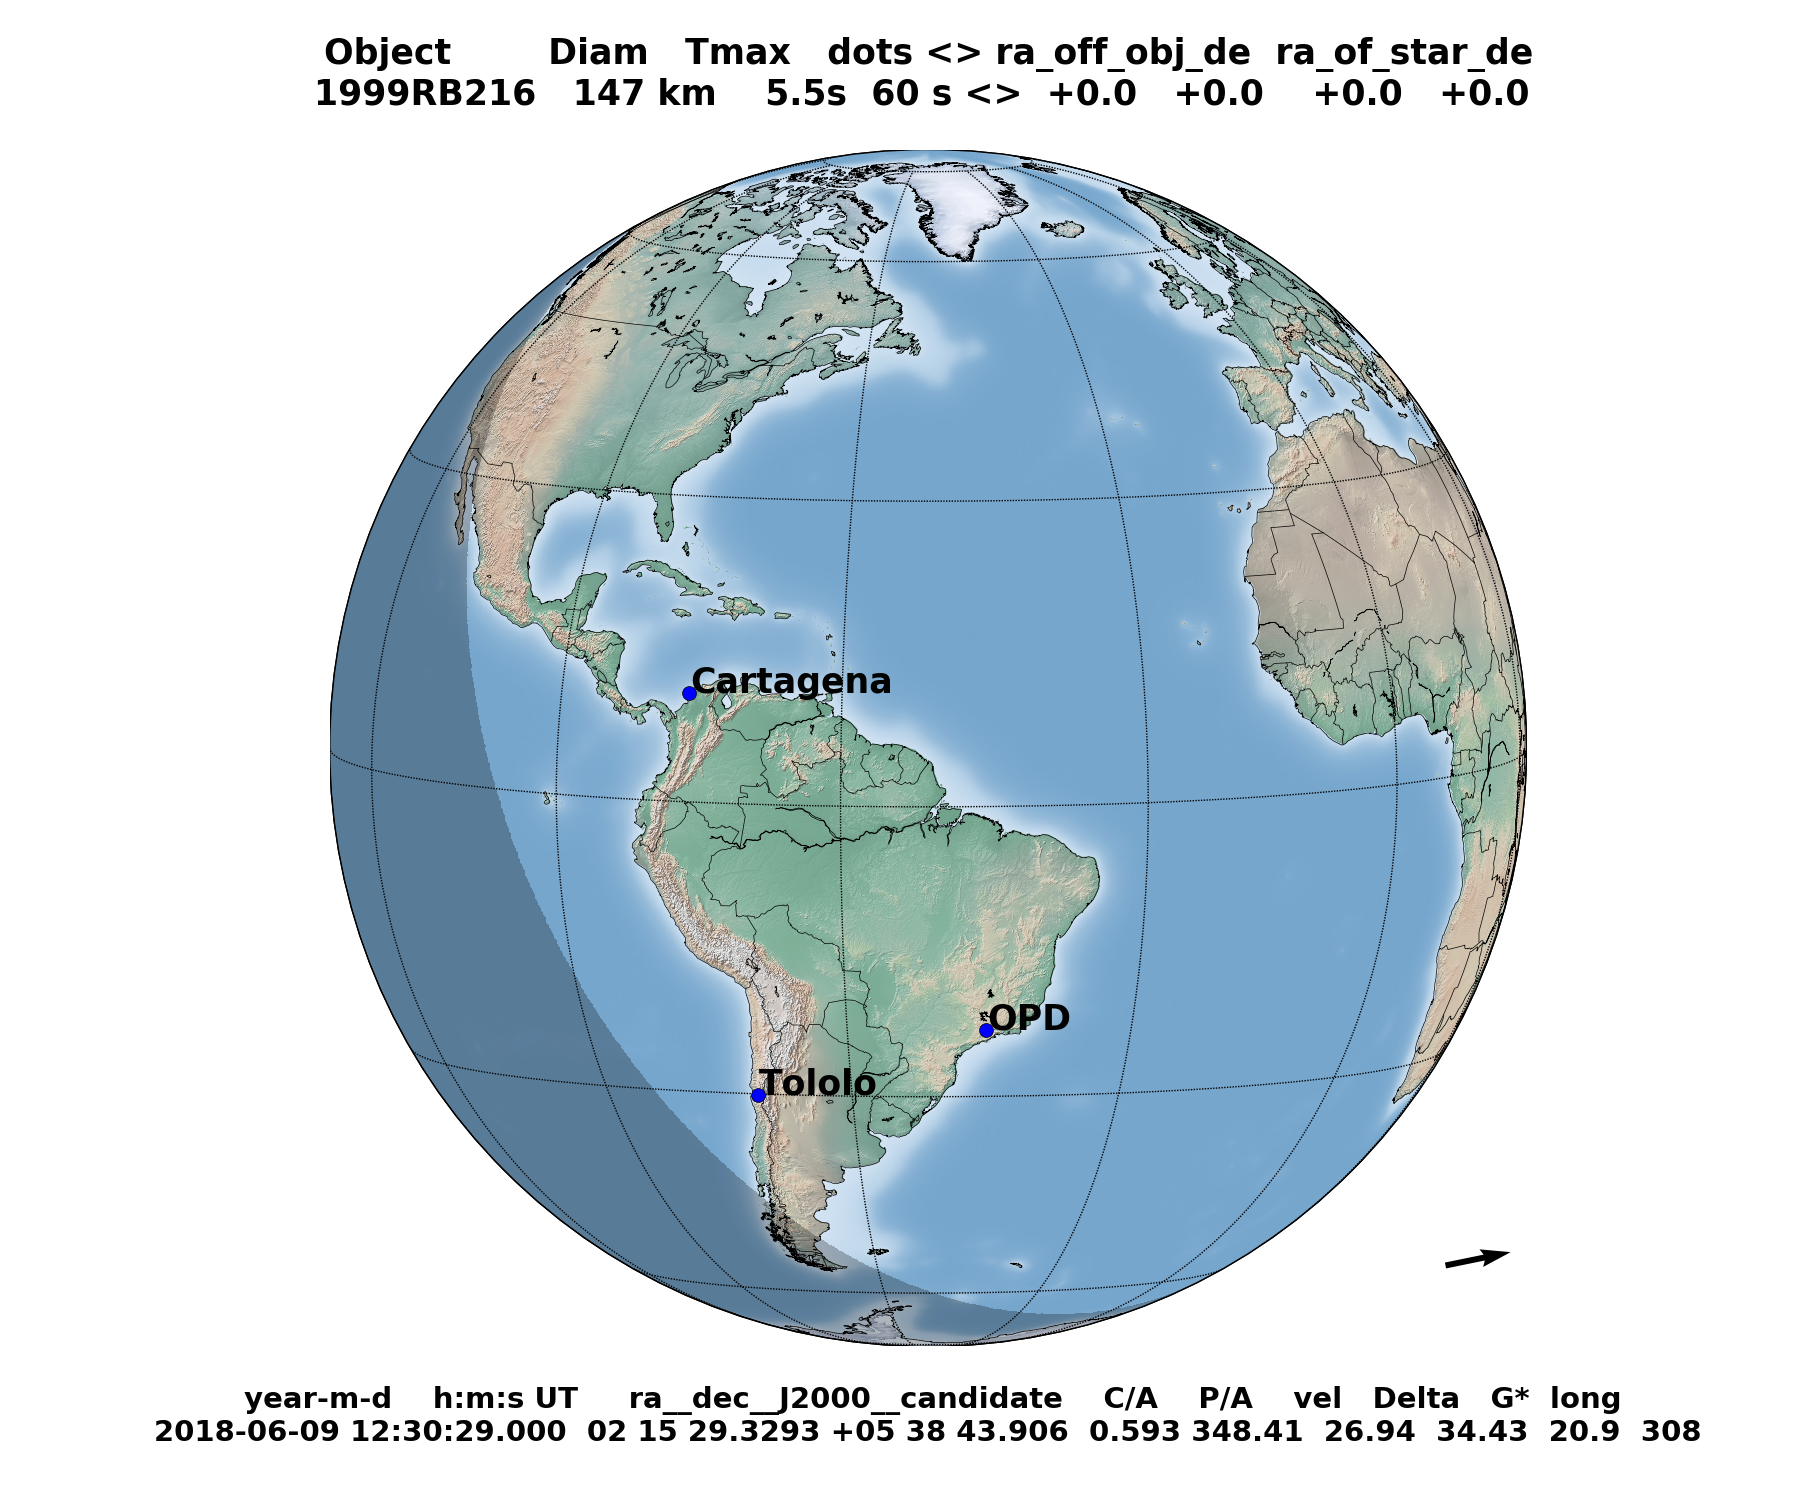 Object Diam Tmax dots <> ra_off_obj_de ra_of_star_de
1999RB216 147 km 5.5s 60 s <> +0.0 +0.0 +0.0 +0.0
Cartagena
OPD
Tololo
year-m-d h:m:s UT ra__dec__J2000__candidate C/A P/A vel Delta G* long
2018-06-09 12:30:29.000 02 15 29.3293 +05 38 43.906 0.593 348.41 26.94 34.43 20.9 308